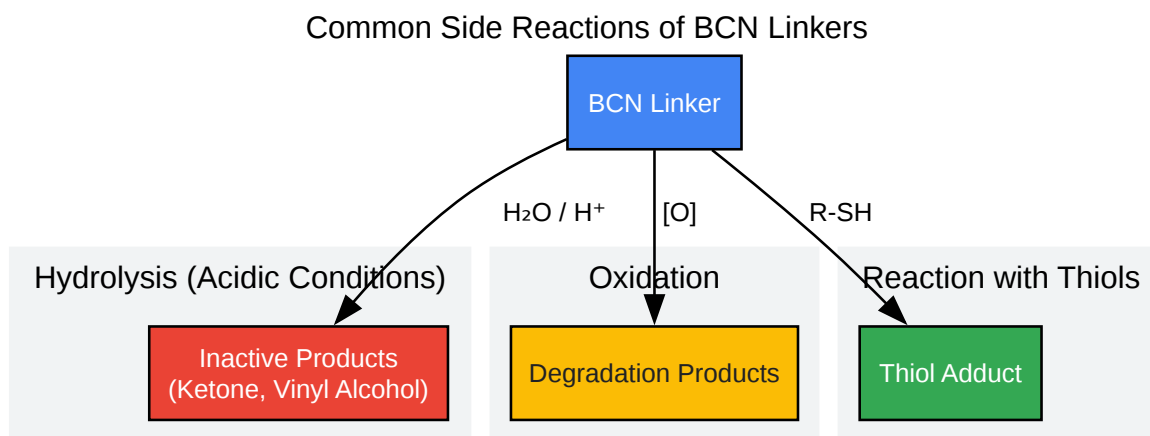 Common Side Reactions of BCN Linkers
BCN Linker
H₂O / H⁺
[O]
R-SH
Hydrolysis (Acidic Conditions)
Oxidation
Reaction with Thiols
Inactive Products
(Ketone, Vinyl Alcohol)
Degradation Products
Thiol Adduct